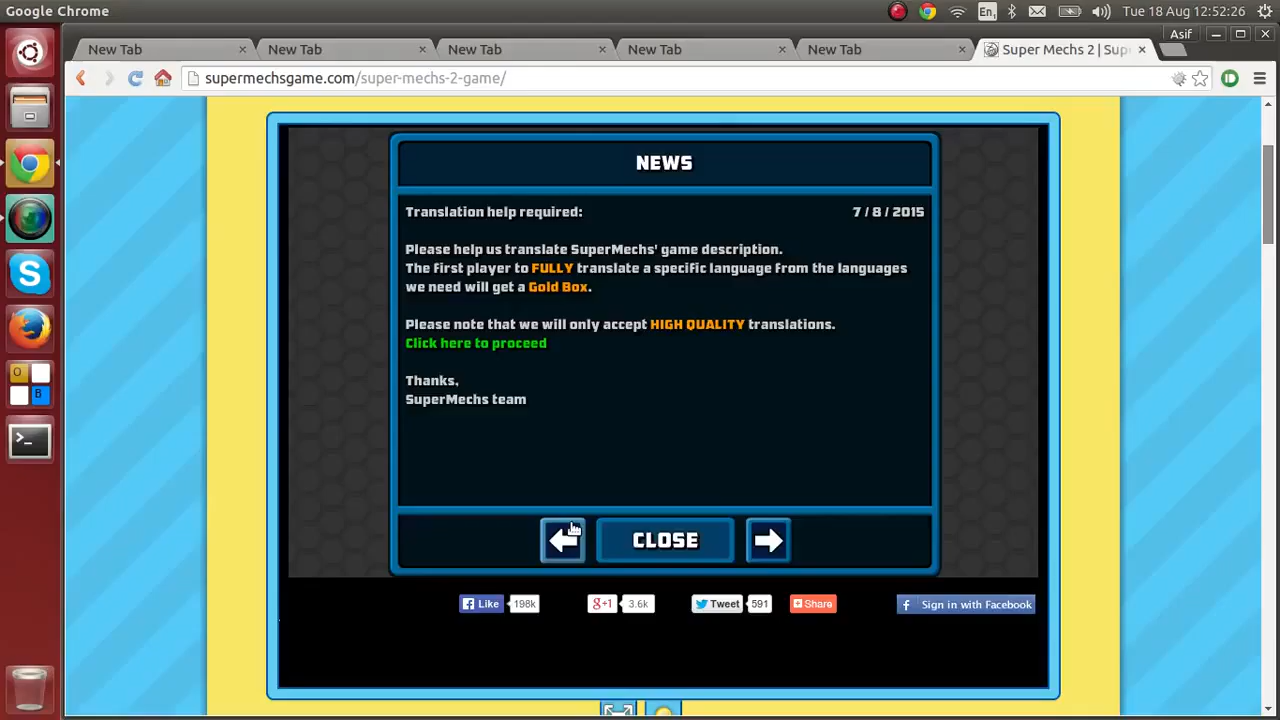 Google Chrome
En
Tue 18 Aug 12:52:26
New Tab
New Tab
New Tab
New Tab
New Tab
Super Mechs 2 | Sup
Asif
supermechsgame.com/super-mechs-2-game/
NEWS
Translation help required:
7 / 8 / 2015
Please help us translate SuperMechs' game description.
The first player to FULLY translate a specific language from the languages
we need will get a Gold Box.
Please note that we will only accept HIGH QUALITY translations.
Click here to proceed
Thanks,
SuperMechs team
CLOSE
Like 198k
g+1 3.6k
Tweet 591
Share
Sign in with Facebook
O
B